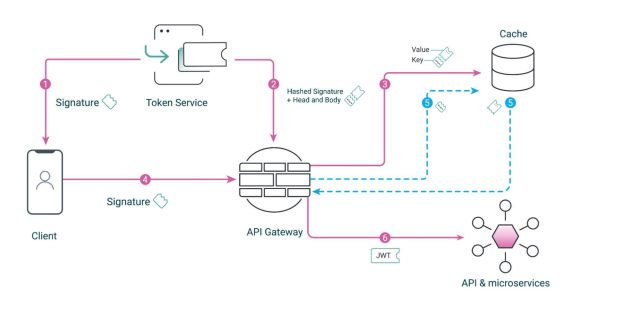 Cache
Value
Key
1
2
3
Hashed Signature
+ Head and Body
Signature
Token Service
5
5
4
Signature
Client
API Gateway
6
JWT
API & microservices